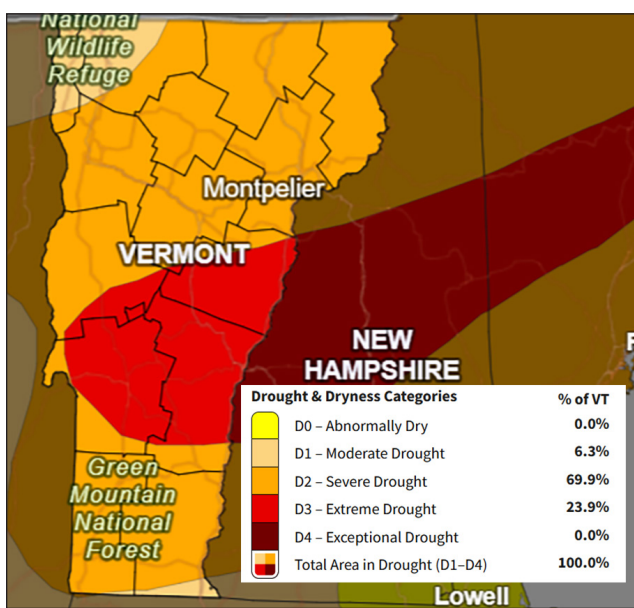 National
Wildlife
Refuge
Montpelier
VERMONT
NEW
HAMPSHIRE
Drought & Dryness Categories % of VT
D0 – Abnormally Dry 0.0%
D1 – Moderate Drought 6.3%
D2 – Severe Drought 69.9%
D3 – Extreme Drought 23.9%
D4 – Exceptional Drought 0.0%
Total Area in Drought (D1–D4) 100.0%
Green
Mountain
National
Forest
Lowell